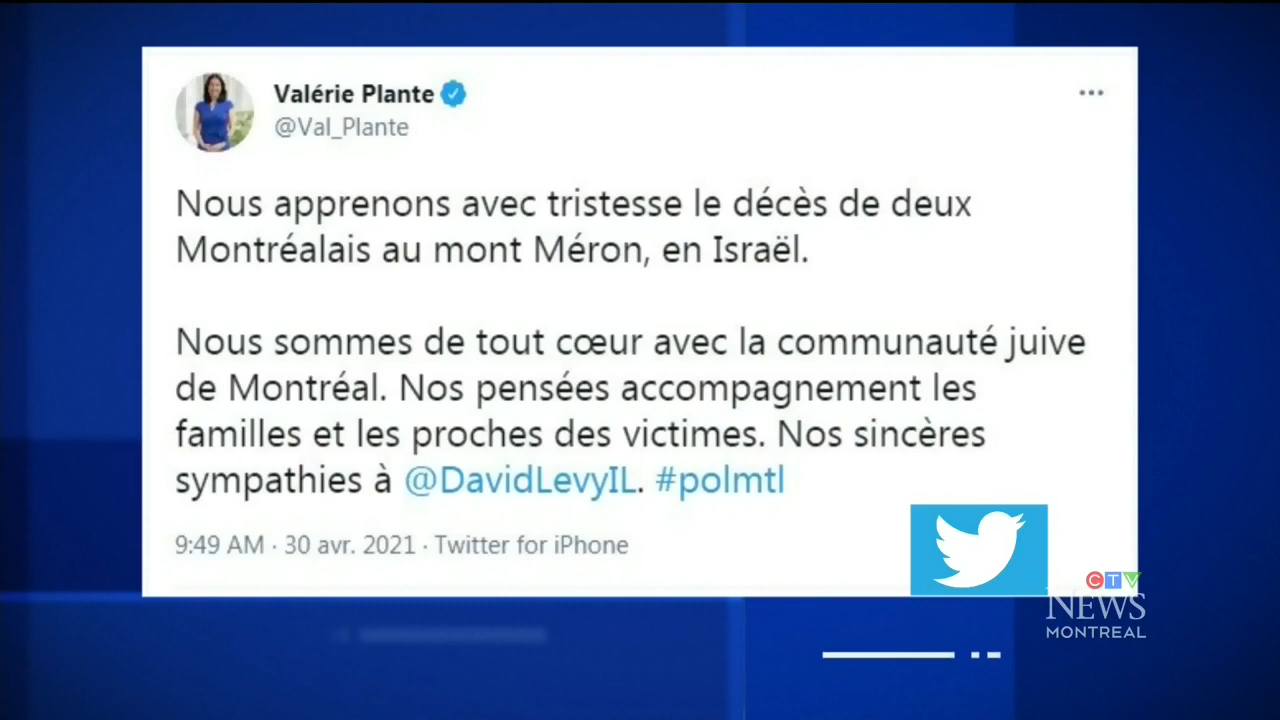 Valérie Plante
@Val_Plante
Nous apprenons avec tristesse le décès de deux
Montréalais au mont Méron, en Israël.
Nous sommes de tout cœur avec la communauté juive
de Montréal. Nos pensées accompagnement les
familles et les proches des victimes. Nos sincères
sympathies à @DavidLevyIL. #polmtl
9:49 AM · 30 avr. 2021 · Twitter for iPhone
CTV
NEWS
MONTREAL